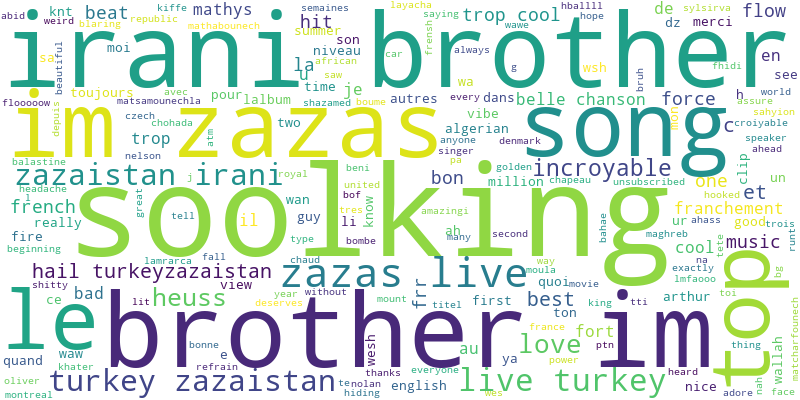 abid knt beat mathys kiffe semaines layacha hballll sylsirva
weird republic hit mathabounech saying trop cool de dz flow
blaring moi summer son frensh hope merci
irani brother
beautiful sa niveau african car always wawe g fhidi en
la u time saw wa wsh bruh see
flooooow toujours pour lalbum je autres dans belle chanson force h world
matsamounechla shazamed boume every mon assure
depuis avec vibe sahyion
im zazas song c
czech chohada atm two algerian anyone denmark croiyable
balastine nelson trop singer pa speaker ahead
zazaistan irani bon incroyable clip
headache j royal beni golden chapeau unsubscribed one un
i great united million hooked et
french wan bof know amazingi ur franchement
soolking
really tell il guy li tres ah many second ahass good trois
fire type bombe maghreb cool music runt
beginning lamrarca fall chaud way bahae na tete nos
hail turkeyzazaistan zazas live moula quoi movie exactly bg
shitty view frr lmfaooo
ce bad heuss lit year without mount titel first best king arthur toi
deserves tti
le brother im top
waw bonne wesh au ton fort thing wallah matcharfounech
quand e france ptn
khater refrain thanks everyone ya love power heard nah
oliver turkey zazaistan tenolan english live turkey nice adore face
montreal hiding wes